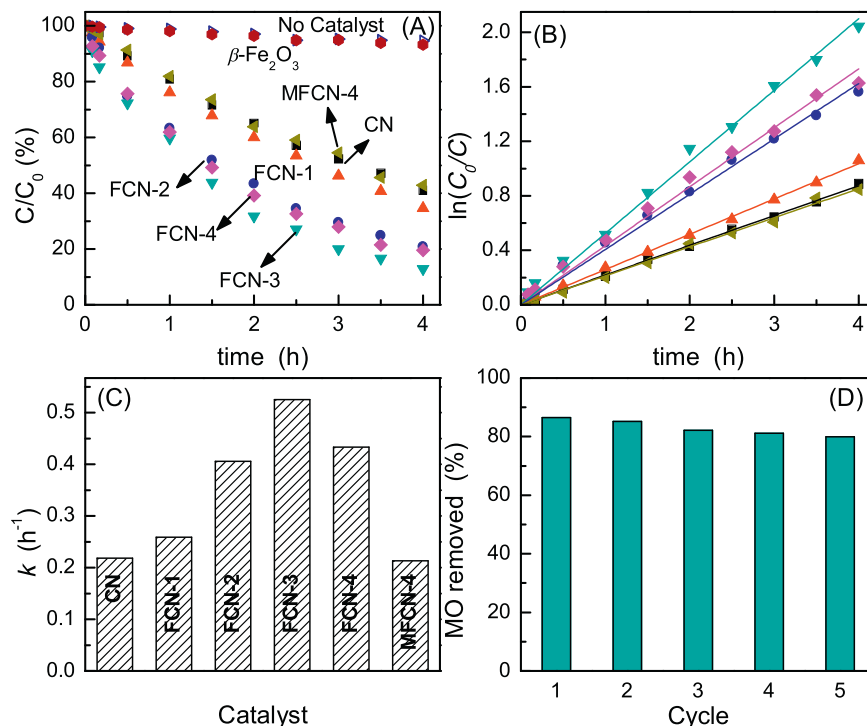 No Catalyst
(A)
β-Fe₂O₃
MFCN-4
CN
FCN-1
FCN-2
FCN-4
FCN-3
C/C₀ (%)
100
80
60
40
20
0
0 1 2 3 4
time (h)
(B)
ln(C₀/C)
2.0
1.6
1.2
0.8
0.4
0.0
0 1 2 3 4
time (h)
(C)
k (h⁻¹)
0.5
0.4
0.3
0.2
0.1
0.0
CN
FCN-1
FCN-2
FCN-3
FCN-4
MFCN-4
Catalyst
(D)
MO removed (%)
100
80
60
40
20
0
1 2 3 4 5
Cycle